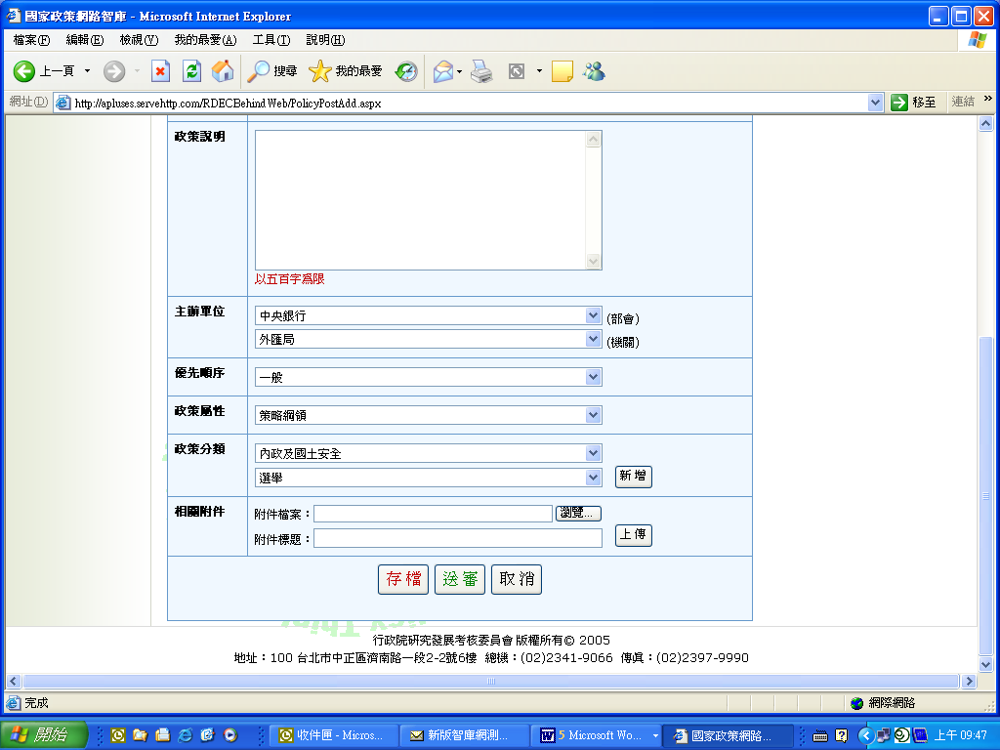 國家政策網路智庫 - Microsoft Internet Explorer
檔案(F) 編輯(E) 檢視(V) 我的最愛(A) 工具(T) 說明(H)
上一頁 搜尋 我的最愛
網址(D) http://apluses.servehttp.com/RDECBehindWeb/PolicyPostAdd.aspx 移至 連結 »
政策說明
以五百字為限
主辦單位 中央銀行 (部會)
外匯局 (機關)
優先順序 一般
政策屬性 策略綱領
政策分類 內政及國土安全
選舉 新增
相關附件 附件檔案： 瀏覽...
附件標題： 上傳
存檔 送審 取消
行政院研究發展考核委員會 版權所有© 2005
地址：100 台北市中正區濟南路一段2-2號6樓 總機：(02)2341-9066 傳真：(02)2397-9990
完成 網際網路
開始 收件匣 - Micros... 新版智庫網測... 5 Microsoft Wo... 國家政策網路... 上午 09:47